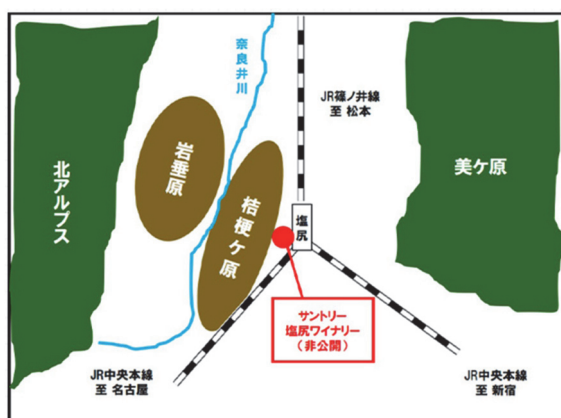 奈良井川
JR篠ノ井線
至 松本
北アルプス
岩垂原
桔梗ヶ原
塩尻
美ケ原
サントリー
塩尻ワイナリー
(非公開)
JR中央本線
至 名古屋
JR中央本線
至 新宿